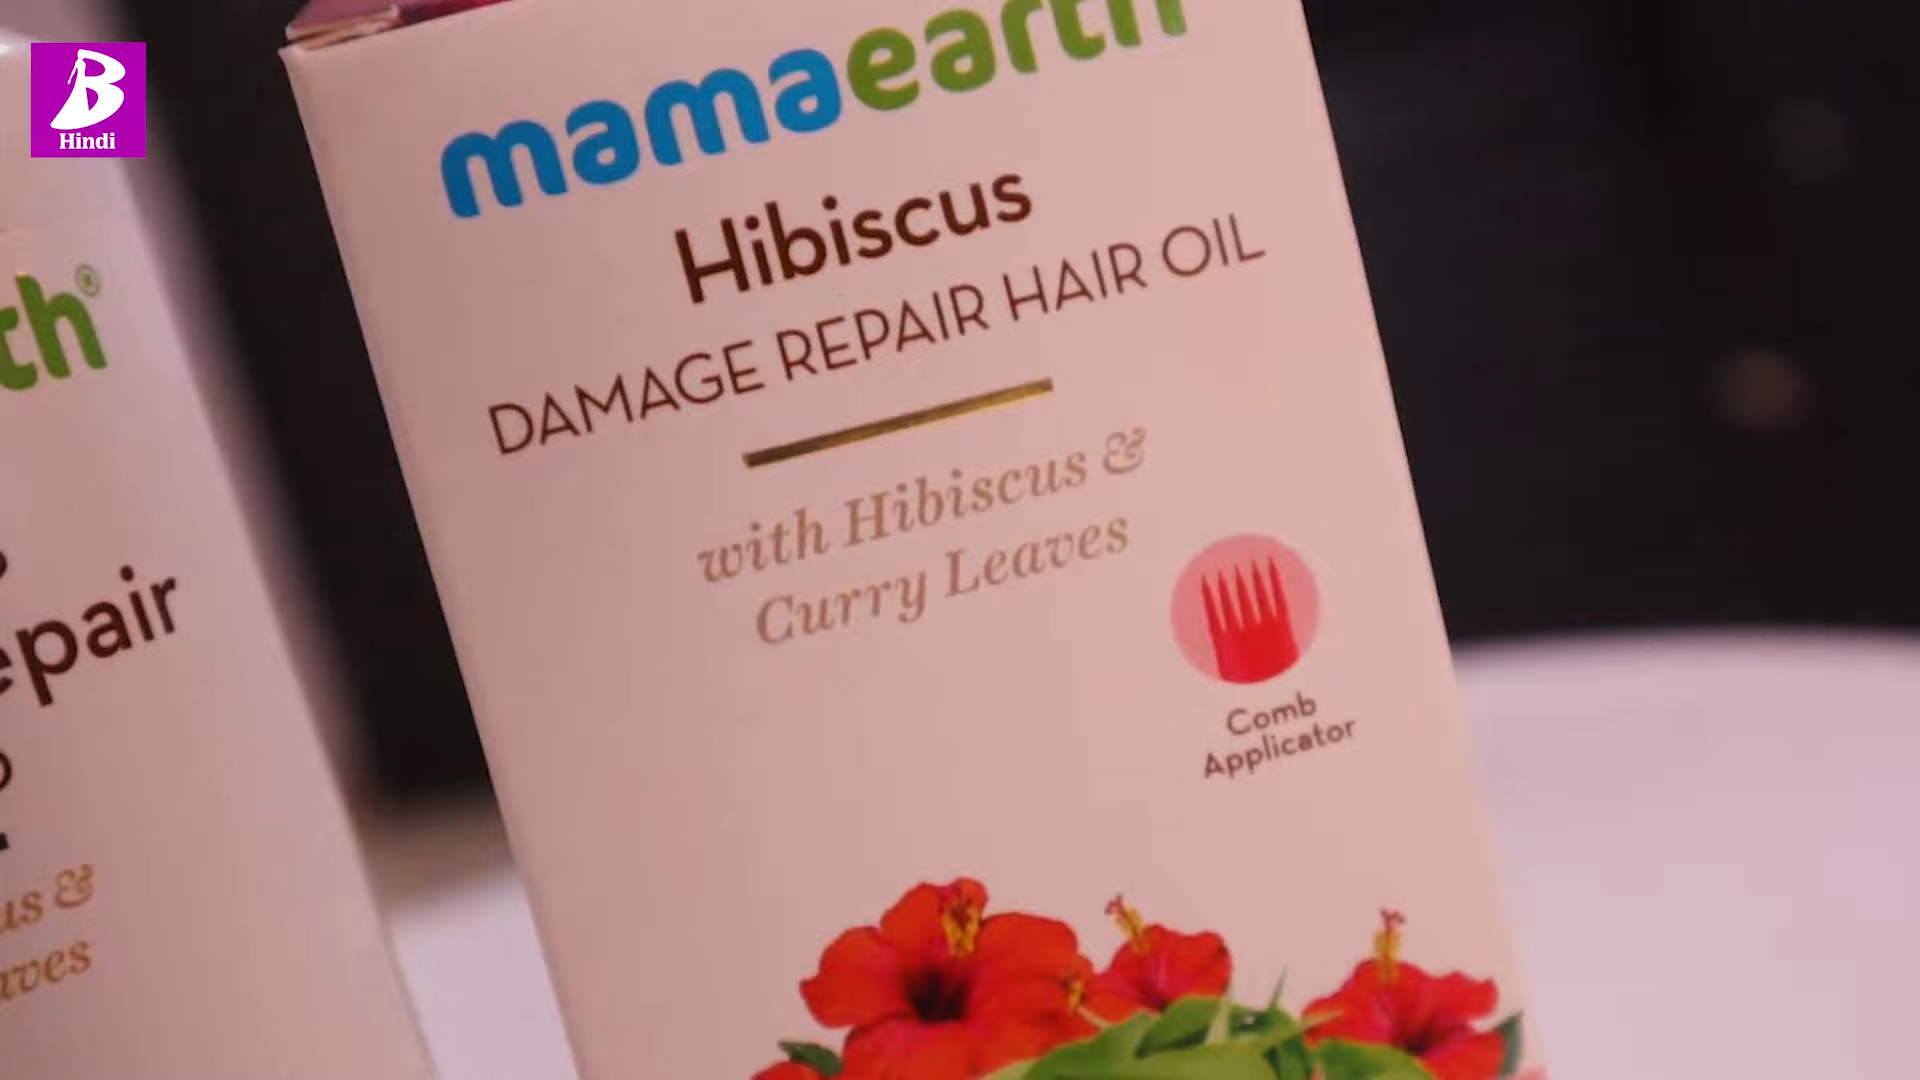 B
Hindi
mamaearth
Hibiscus
DAMAGE REPAIR HAIR OIL
with Hibiscus &
Curry Leaves
Comb
Applicator
th®
epair
us &
aves